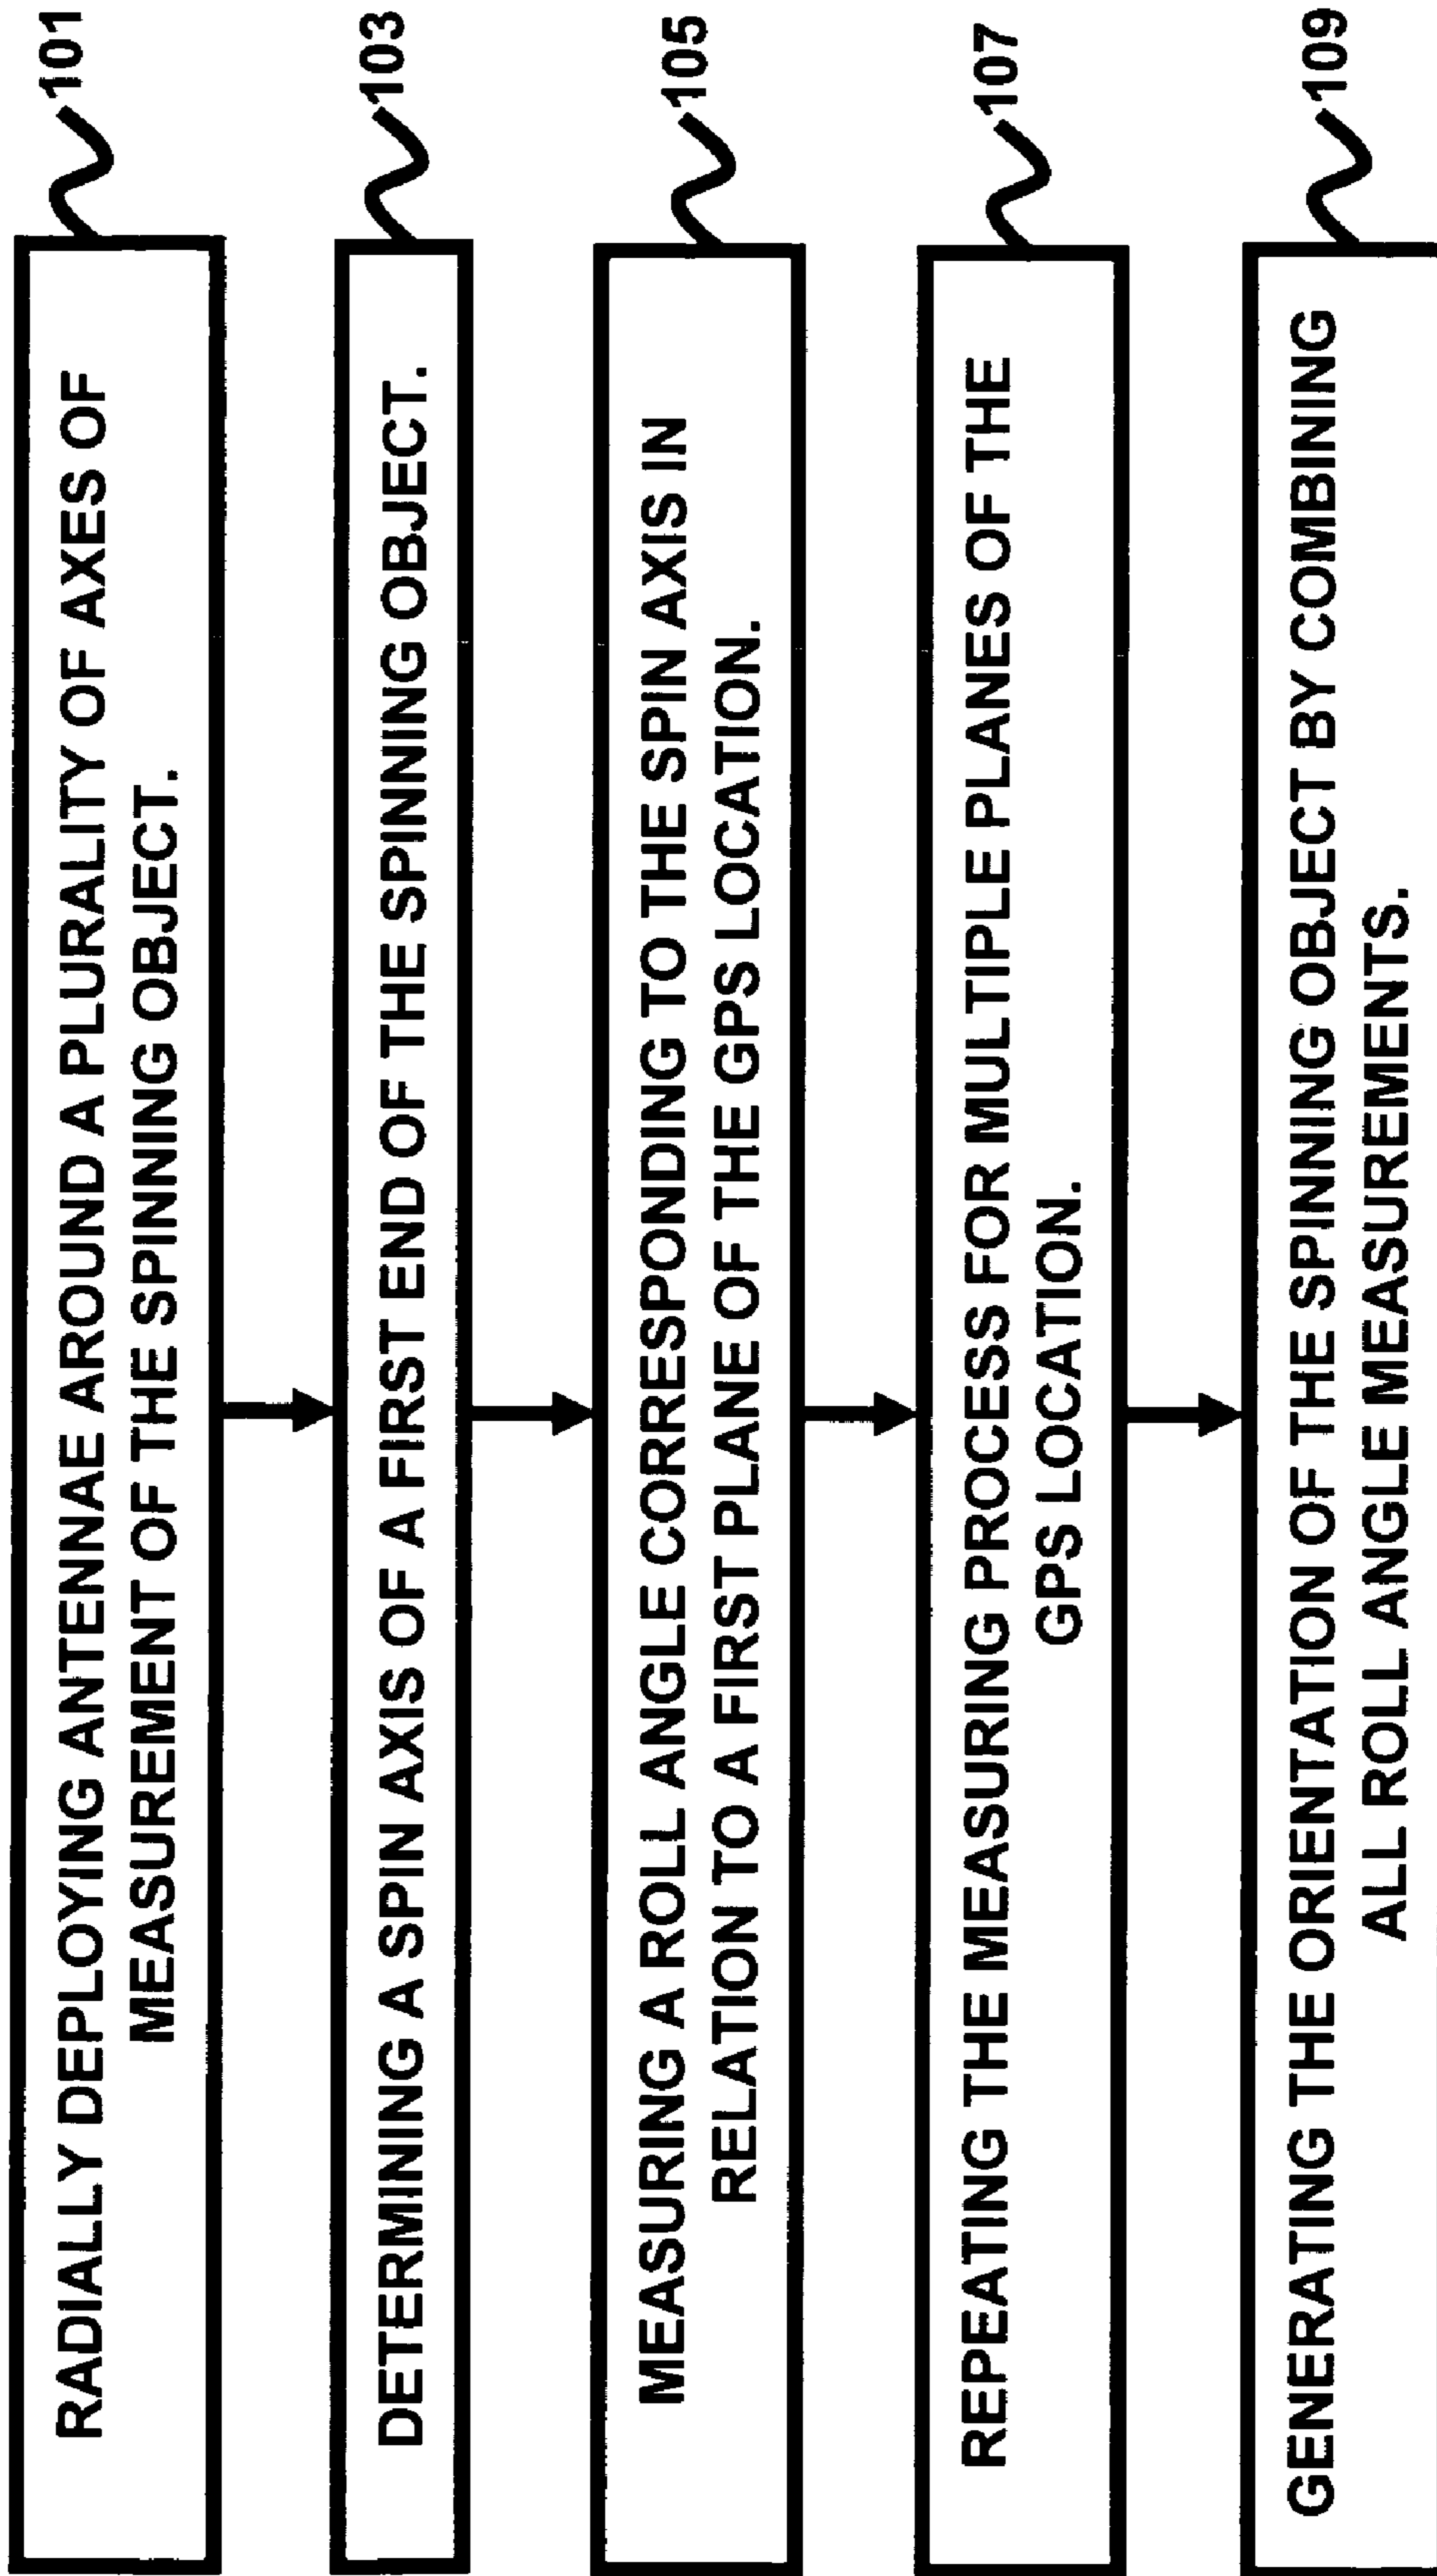 RADIALLY DEPLOYING ANTENNAE AROUND A PLURALITY OF AXES OF
MEASUREMENT OF THE SPINNING OBJECT.
101
DETERMINING A SPIN AXIS OF A FIRST END OF THE SPINNING OBJECT.
103
MEASURING A ROLL ANGLE CORRESPONDING TO THE SPIN AXIS IN
RELATION TO A FIRST PLANE OF THE GPS LOCATION.
105
REPEATING THE MEASURING PROCESS FOR MULTIPLE PLANES OF THE
GPS LOCATION.
107
GENERATING THE ORIENTATION OF THE SPINNING OBJECT BY COMBINING
ALL ROLL ANGLE MEASUREMENTS.
109